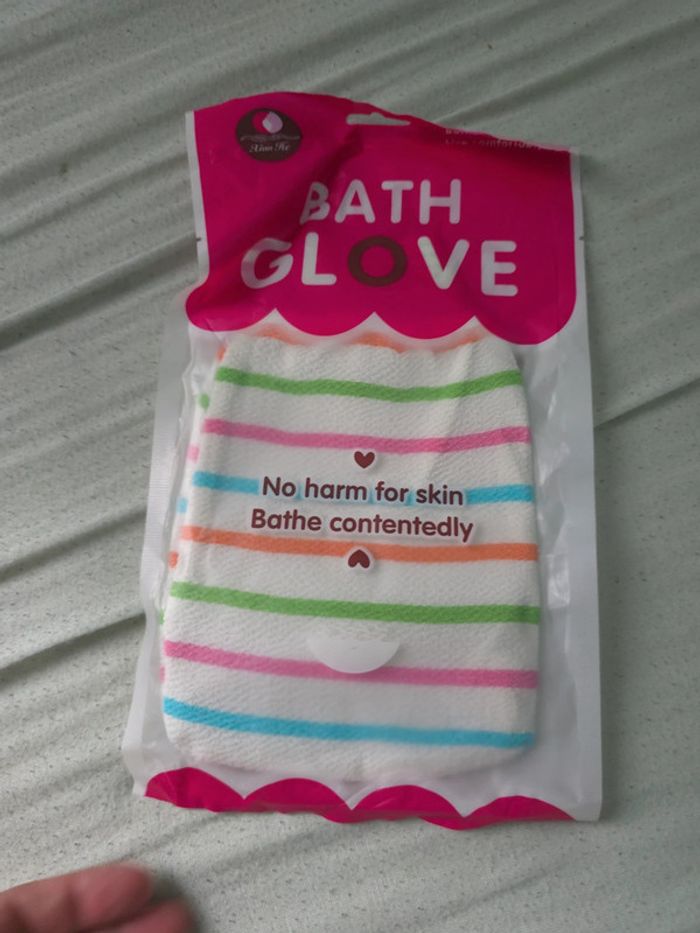 BATH
GLOVE
No harm for skin
Bathe contentedly